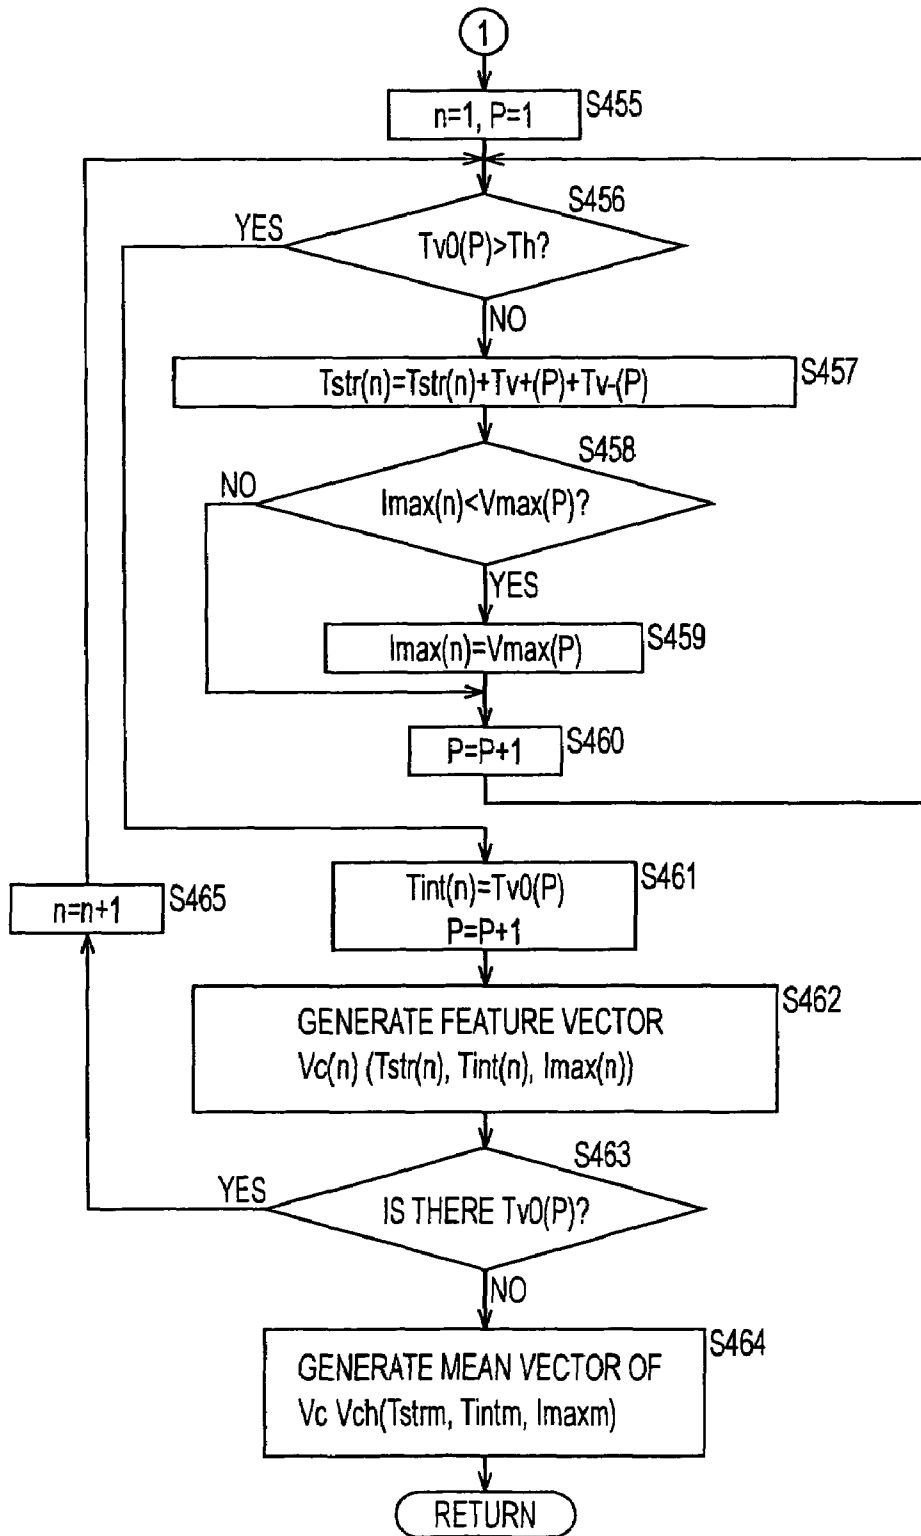 1
n=1, P=1
S455
S456
YES
Tv0(P)>Th?
NO
Tstr(n)=Tstr(n)+Tv+(P)+Tv-(P)
S457
S458
NO
Imax(n)<Vmax(P)?
YES
Imax(n)=Vmax(P)
S459
P=P+1
S460
Tint(n)=Tv0(P)
P=P+1
S461
n=n+1
S465
GENERATE FEATURE VECTOR
Vc(n) (Tstr(n), Tint(n), Imax(n))
S462
S463
YES
IS THERE Tv0(P)?
NO
GENERATE MEAN VECTOR OF
Vc Vch(Tstrm, Tintm, Imaxm)
S464
RETURN